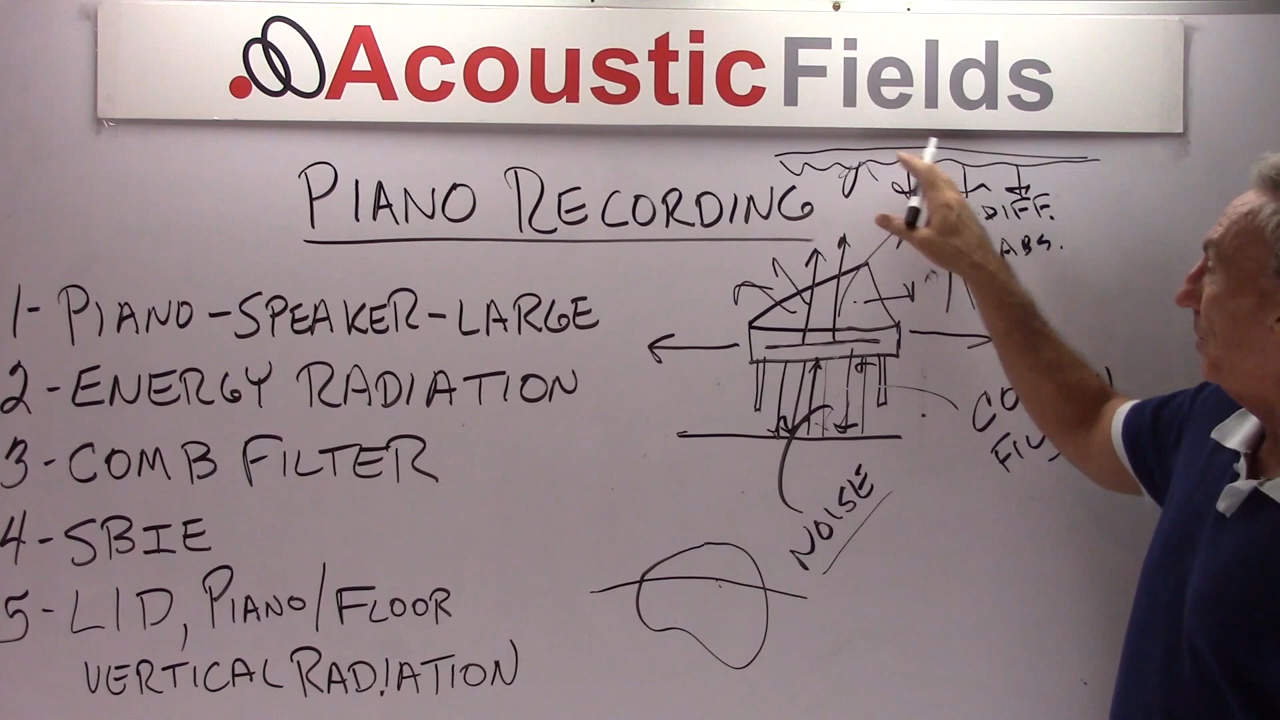 AcousticFields
PIANO RECORDING
DIFF.
ABS.
1- PIANO-SPEAKER-LARGE
2-ENERGY RADIATION
3-COMB FILTER
4-SBIE
NOISE
5-LID, PIANO/FLOOR
VERTICAL RADIATION